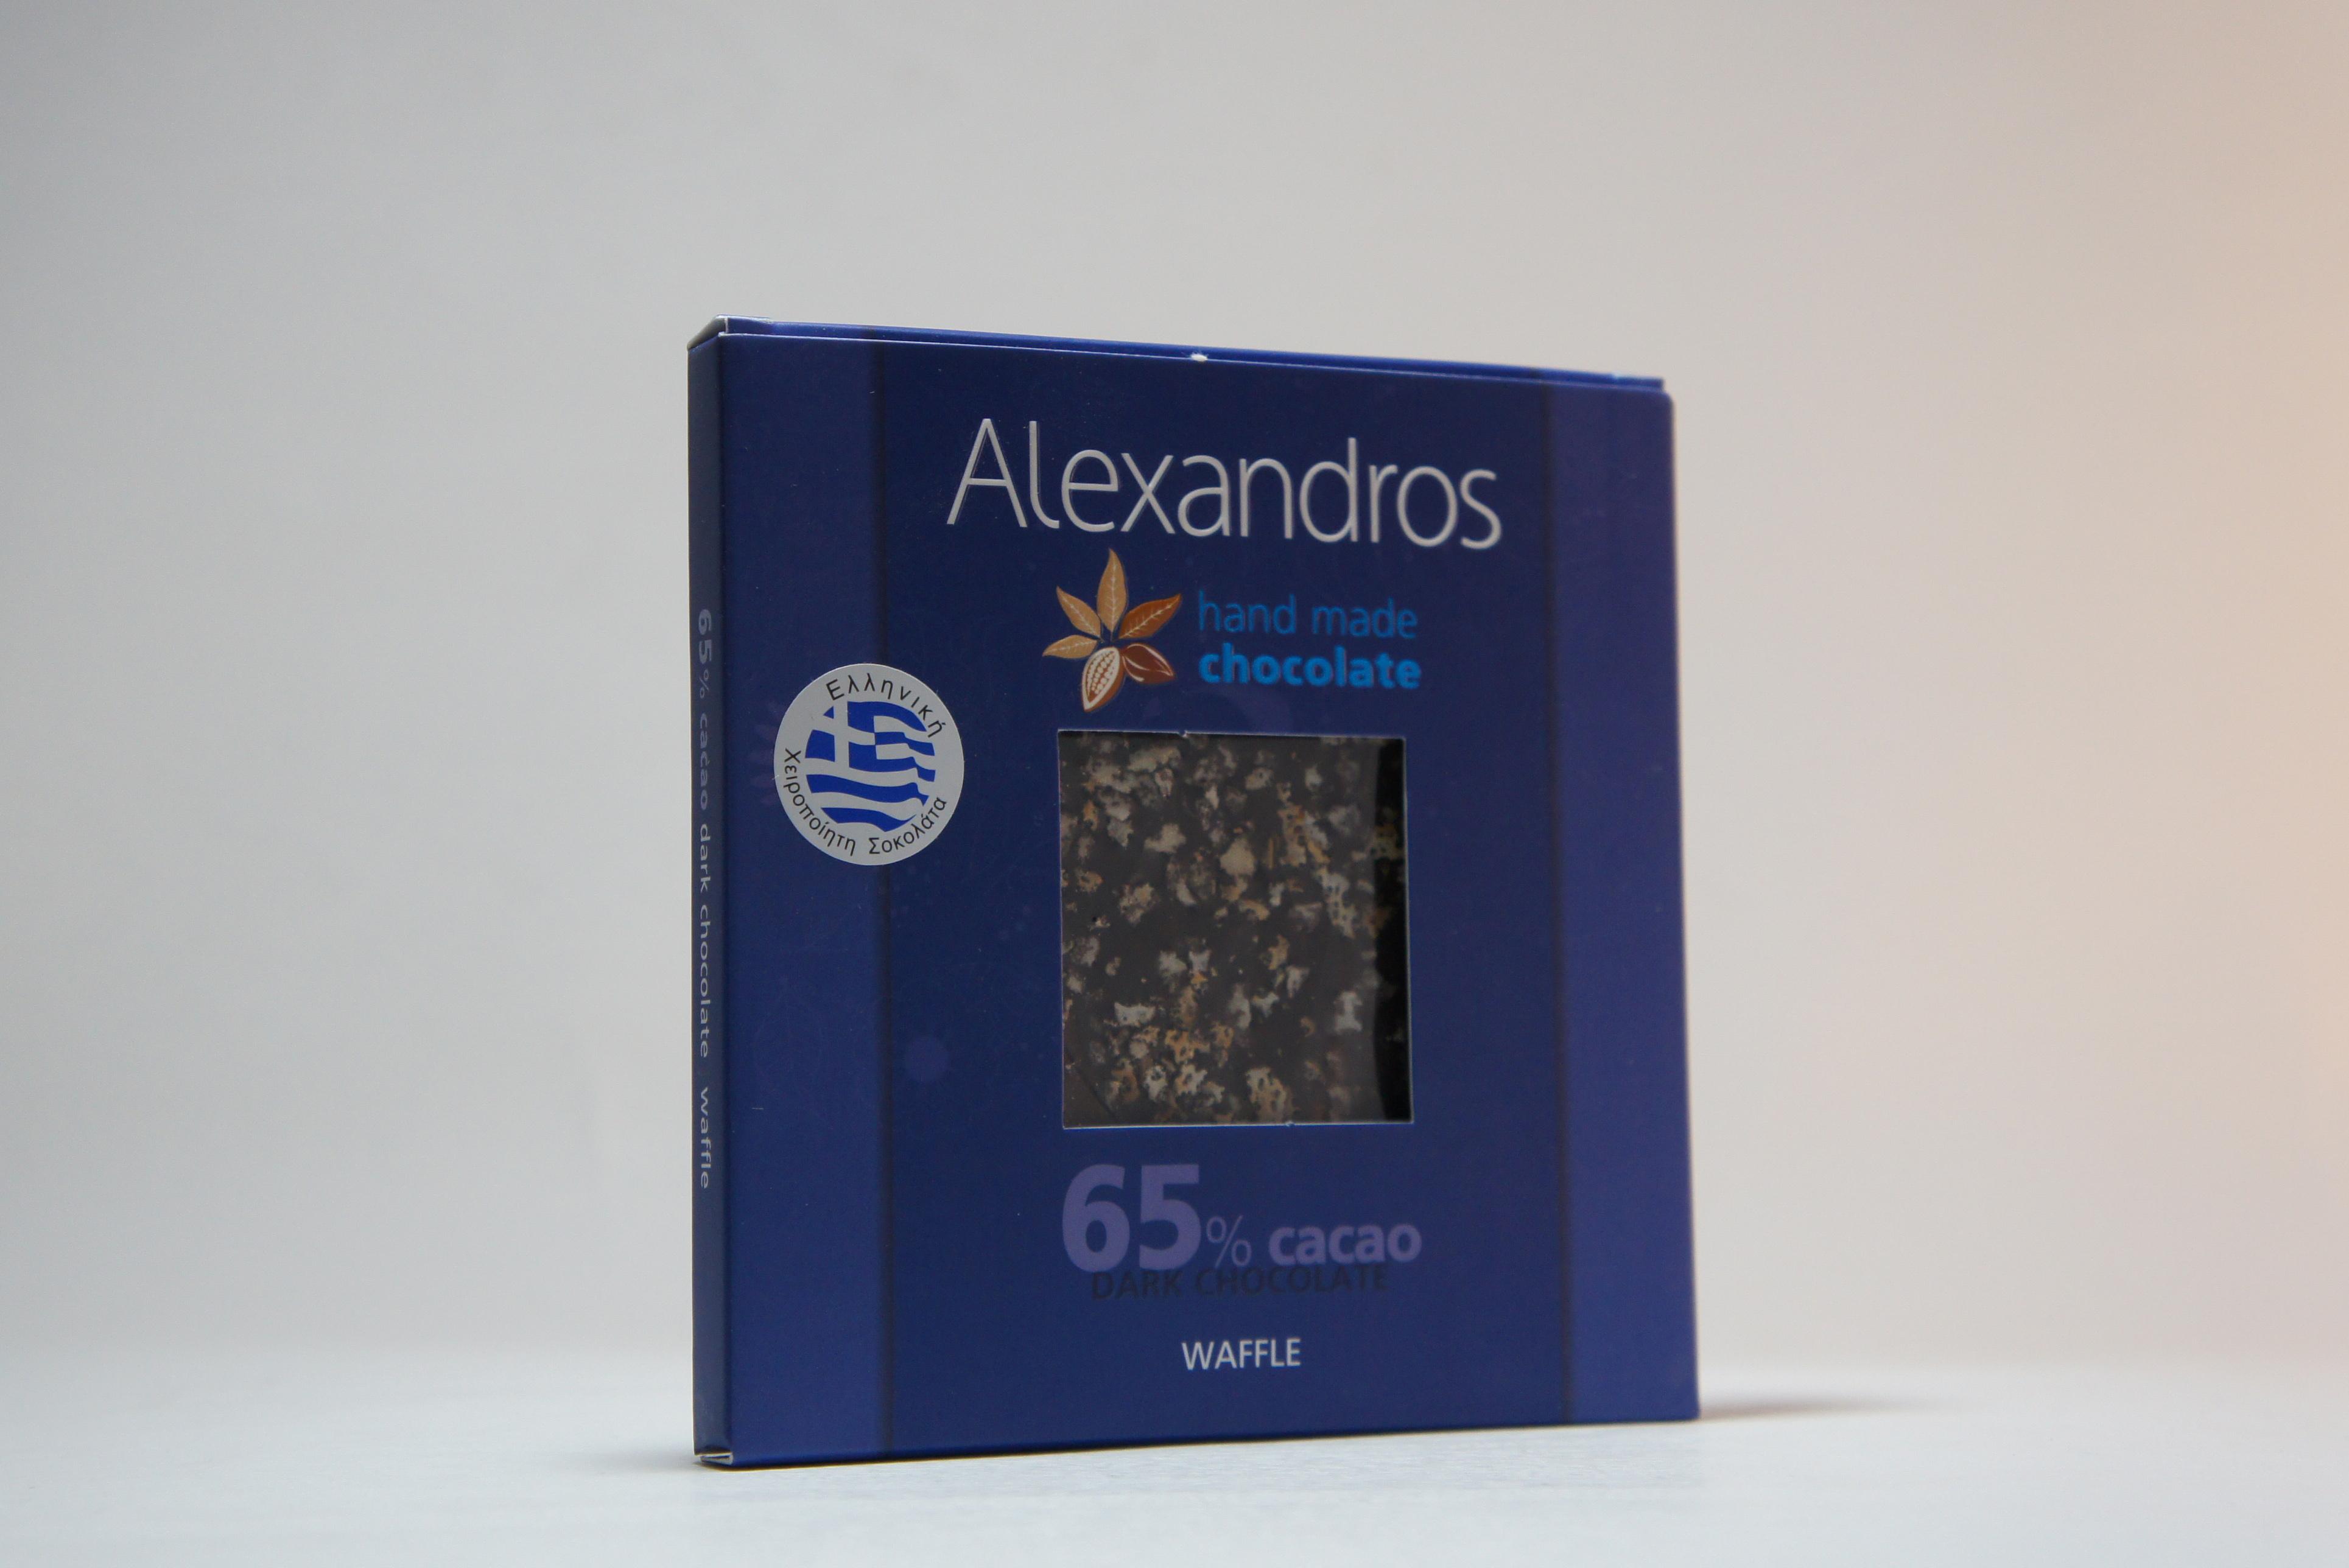 Alexandros
hand made
chocolate
Ελληνική
Χειροποίητη Σοκολάτα
65% cacao
DARK CHOCOLATE
WAFFLE
65% cacao dark chocolate waffle